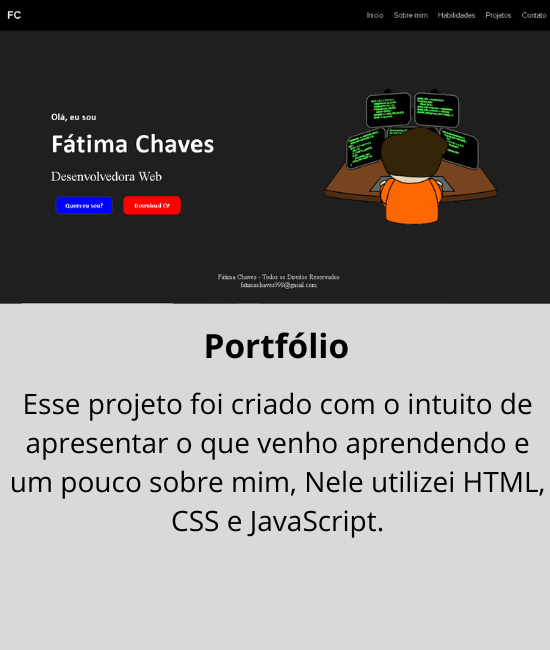 FC
Inicio Sobre mim Habilidades Projetos Contato
Olá, eu sou
Fátima Chaves
Desenvolvedora Web
Quem eu sou? Download CV
Fátima Chaves - Todos os Direitos Reservados
fatimachaves998@gmail.com
Portfólio
Esse projeto foi criado com o intuito de
apresentar o que venho aprendendo e
um pouco sobre mim, Nele utilizei HTML,
CSS e JavaScript.